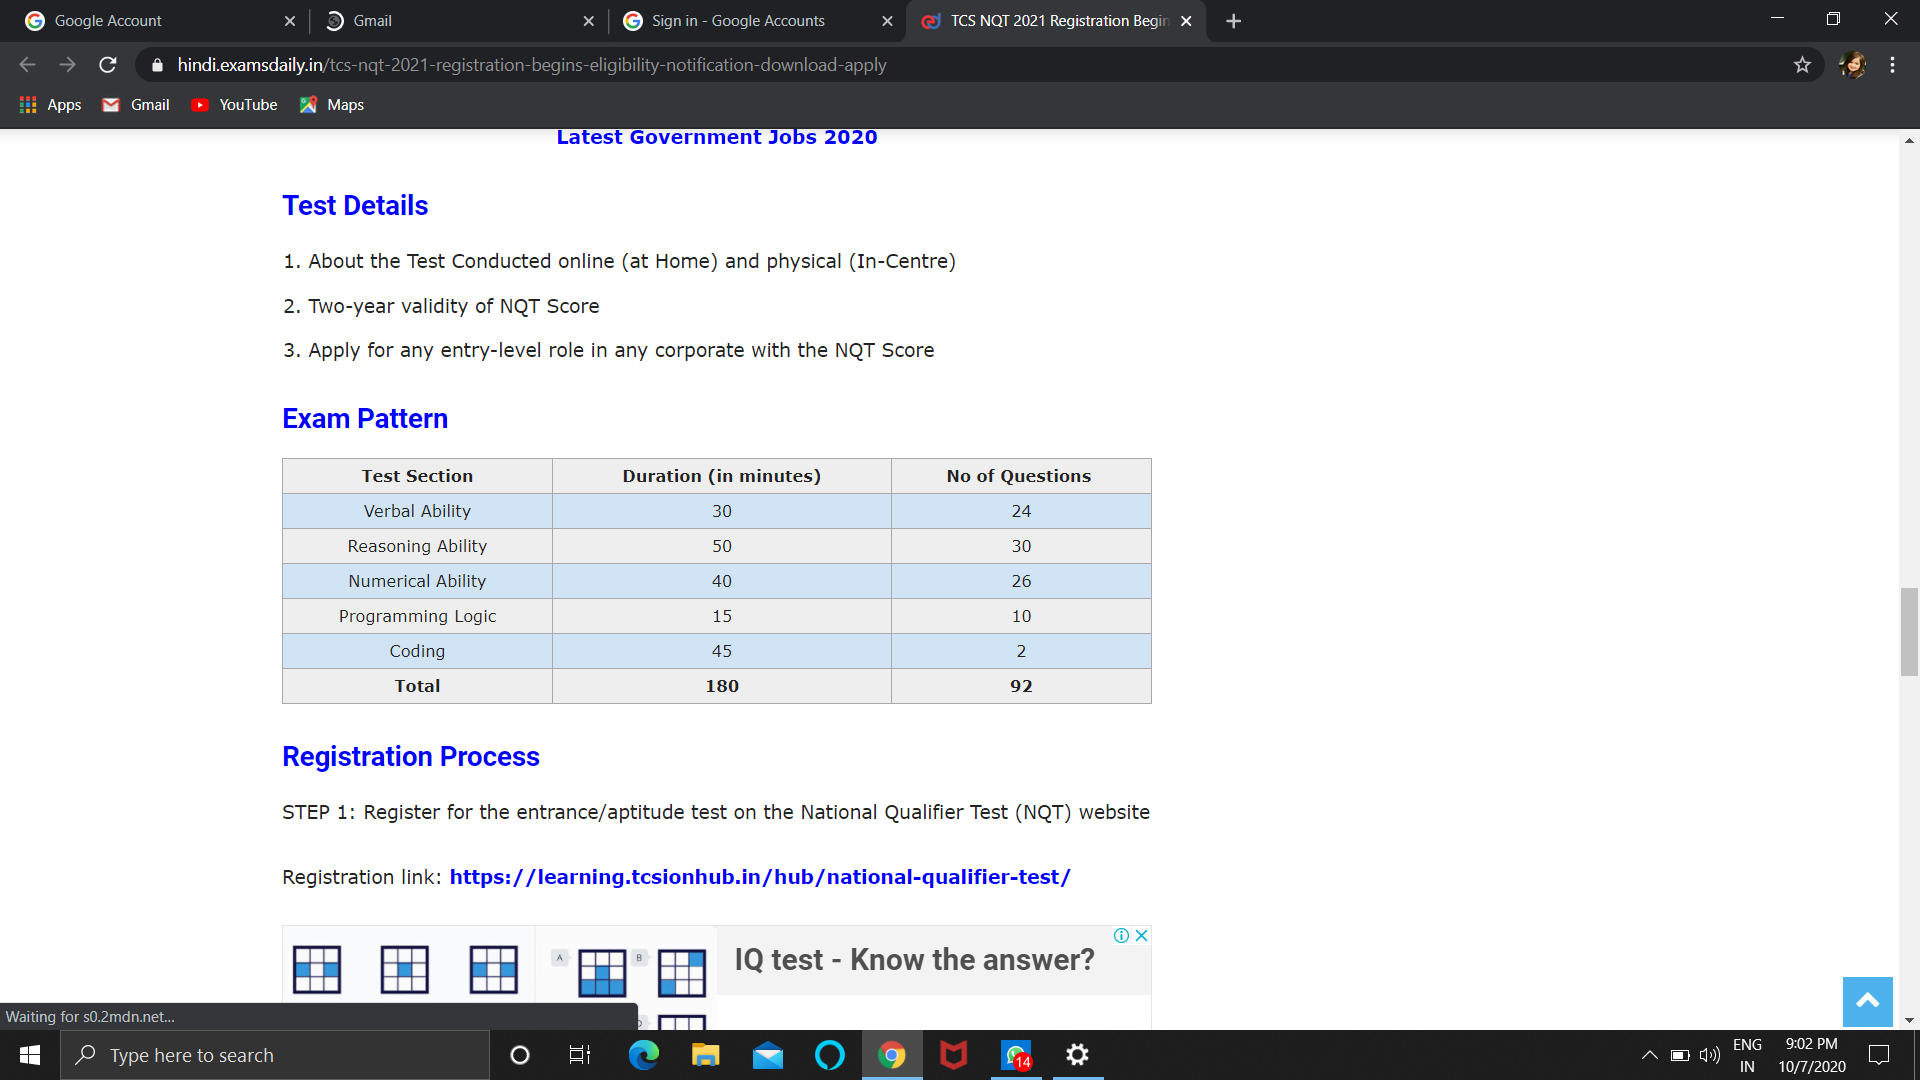 Google Account
Gmail
Sign in - Google Accounts
TCS NQT 2021 Registration Begin
hindi.examsdaily.in/tcs-nqt-2021-registration-begins-eligibility-notification-download-apply
Apps Gmail YouTube Maps
Latest Government Jobs 2020
Test Details
1. About the Test Conducted online (at Home) and physical (In-Centre)
2. Two-year validity of NQT Score
3. Apply for any entry-level role in any corporate with the NQT Score
Exam Pattern
Test Section Duration (in minutes) No of Questions
Verbal Ability 30 24
Reasoning Ability 50 30
Numerical Ability 40 26
Programming Logic 15 10
Coding 45 2
Total 180 92
Registration Process
STEP 1: Register for the entrance/aptitude test on the National Qualifier Test (NQT) website
Registration link: https://learning.tcsionhub.in/hub/national-qualifier-test/
A B
IQ test - Know the answer?
D
Waiting for s0.2mdn.net...
Type here to search
14
ENG
IN
9:02 PM
10/7/2020